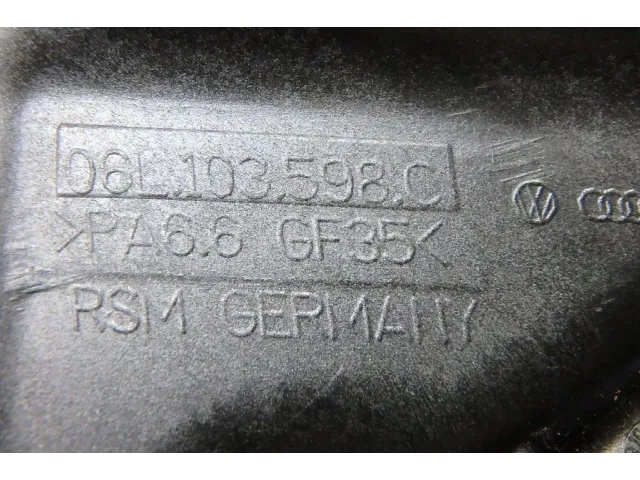 06L.103.598.C
>PA6.6 GF35<
RSM GERMANY